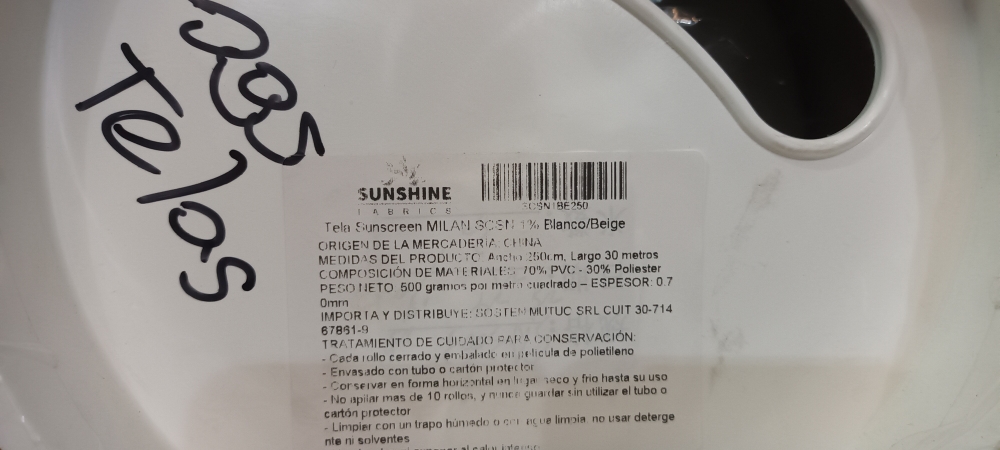 Das
Telas
SUNSHINE
FABRICS
SCSN1BE250
Tela Sunscreen MILAN SCSN 1% Blanco/Beige
ORIGEN DE LA MERCADERIA: CHINA
MEDIDAS DEL PRODUCTO: Ancho 250cm, Largo 30 metros
COMPOSICIÓN DE MATERIALES: 70% PVC - 30% Poliester
PESO NETO: 500 gramos por metro cuadrado – ESPESOR: 0.7
0mm
IMPORTA Y DISTRIBUYE: SOSTEN MUTUC SRL CUIT 30-714
67861-9
TRATAMIENTO DE CUIDADO PARA CONSERVACIÓN:
- Cada rollo cerrado y embalado en película de polietileno
- Envasado con tubo o cartón protector
- Conservar en forma horizontal en lugar seco y frio hasta su uso
- No apilar mas de 10 rollos, y nunca guardar sin utilizar el tubo o
cartón protector
- Limpiar con un trapo húmedo o con agua limpia, no usar deterge
nte ni solventes